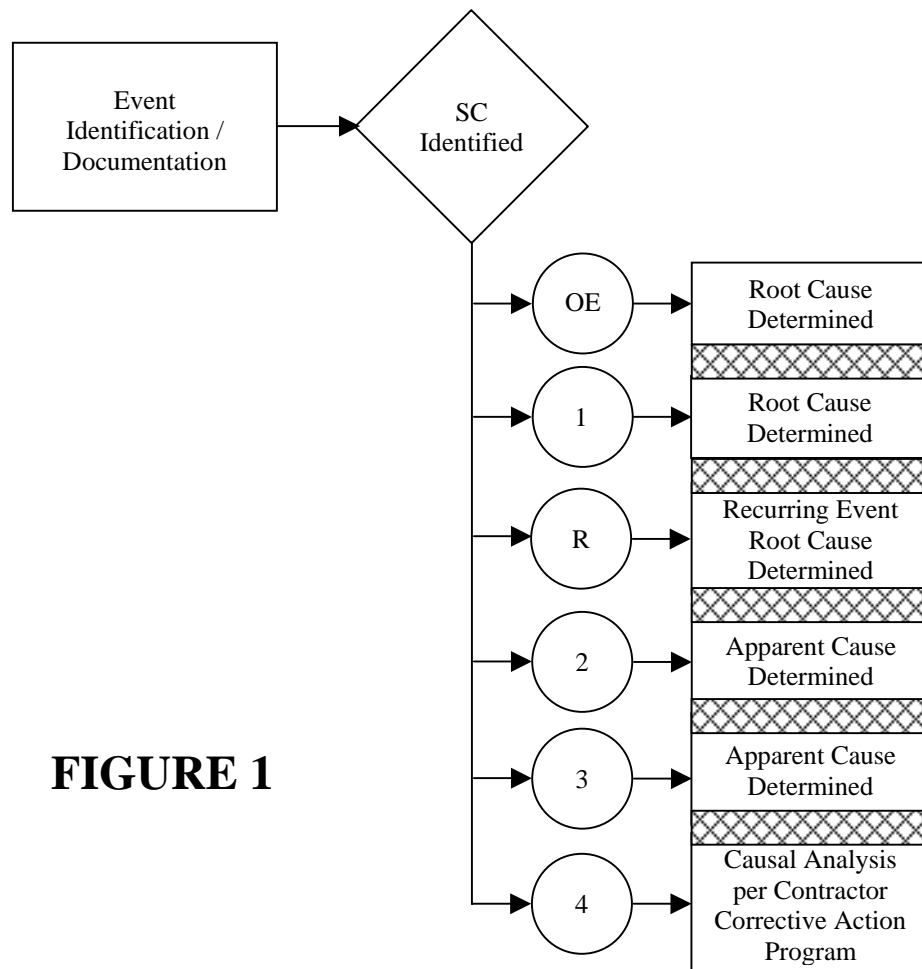 Event
Identification /
Documentation
SC
Identified
OE
Root Cause
Determined
1
Root Cause
Determined
R
Recurring Event
Root Cause
Determined
2
Apparent Cause
Determined
3
Apparent Cause
Determined
4
Causal Analysis
per Contractor
Corrective Action
Program
FIGURE 1